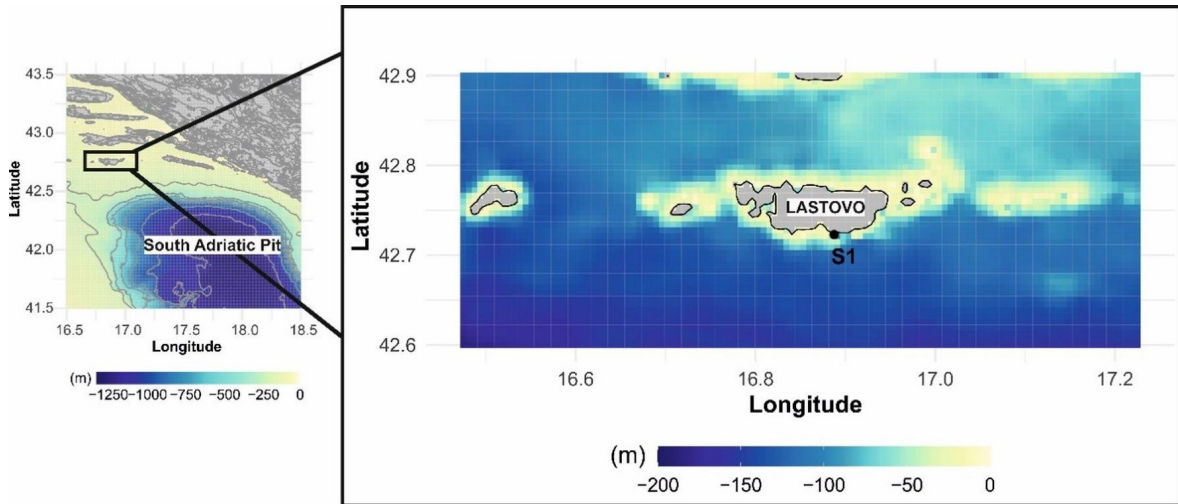 43.5
43.0
42.5
42.0
41.5
Latitude
South Adriatic Pit
16.5 17.0 17.5 18.0 18.5
Longitude
(m)
−1250−1000 −750 −500 −250 0
42.9
42.8
42.7
42.6
Latitude
LASTOVO
S1
16.6 16.8 17.0 17.2
Longitude
(m)
−200 −150 −100 −50 0